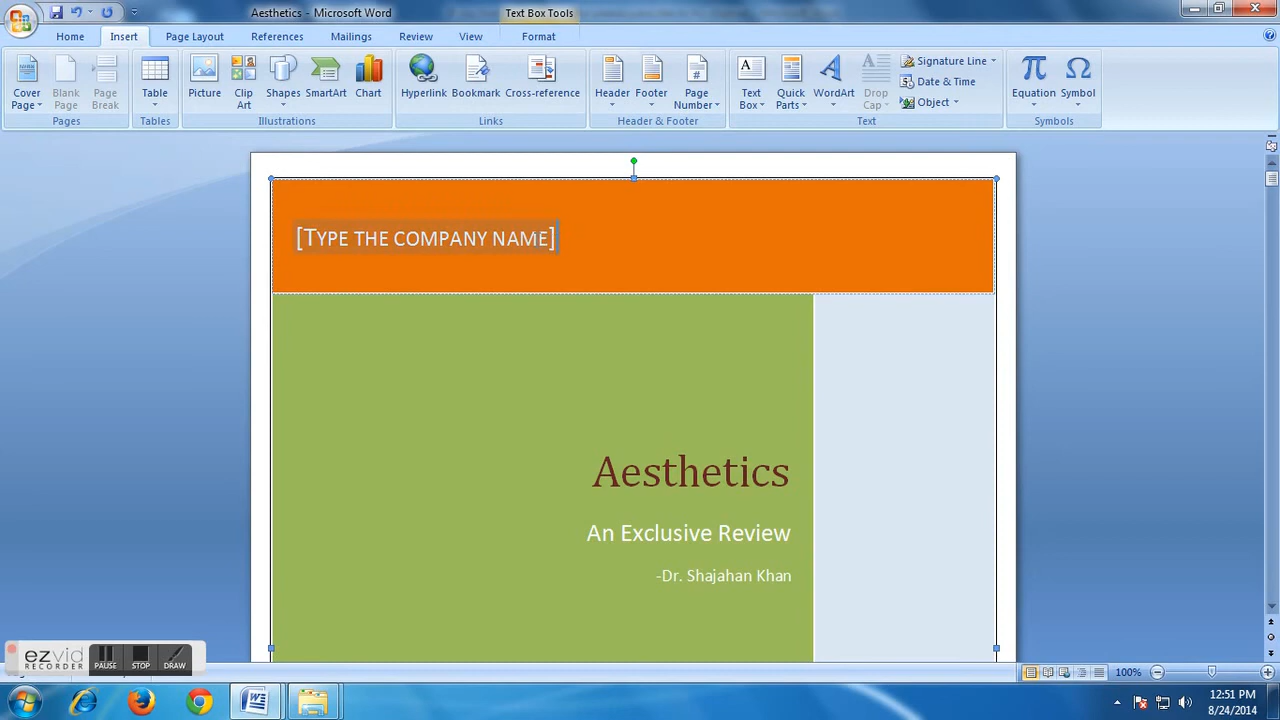 Aesthetics - Microsoft Word
Text Box Tools
Home Insert Page Layout References Mailings Review View Format
Cover Page
Blank Page
Page Break
Table
Picture
Clip Art
Shapes
SmartArt
Chart
Hyperlink
Bookmark
Cross-reference
Header
Footer
Page Number
Text Box
Quick Parts
WordArt
Drop Cap
Signature Line
Date & Time
Object
Equation
Symbol
Pages
Tables
Illustrations
Links
Header & Footer
Text
Symbols
[TYPE THE COMPANY NAME]
Aesthetics
An Exclusive Review
-Dr. Shajahan Khan
ezvid
RECORDER
PAUSE
STOP
DRAW
100%
12:51 PM
8/24/2014